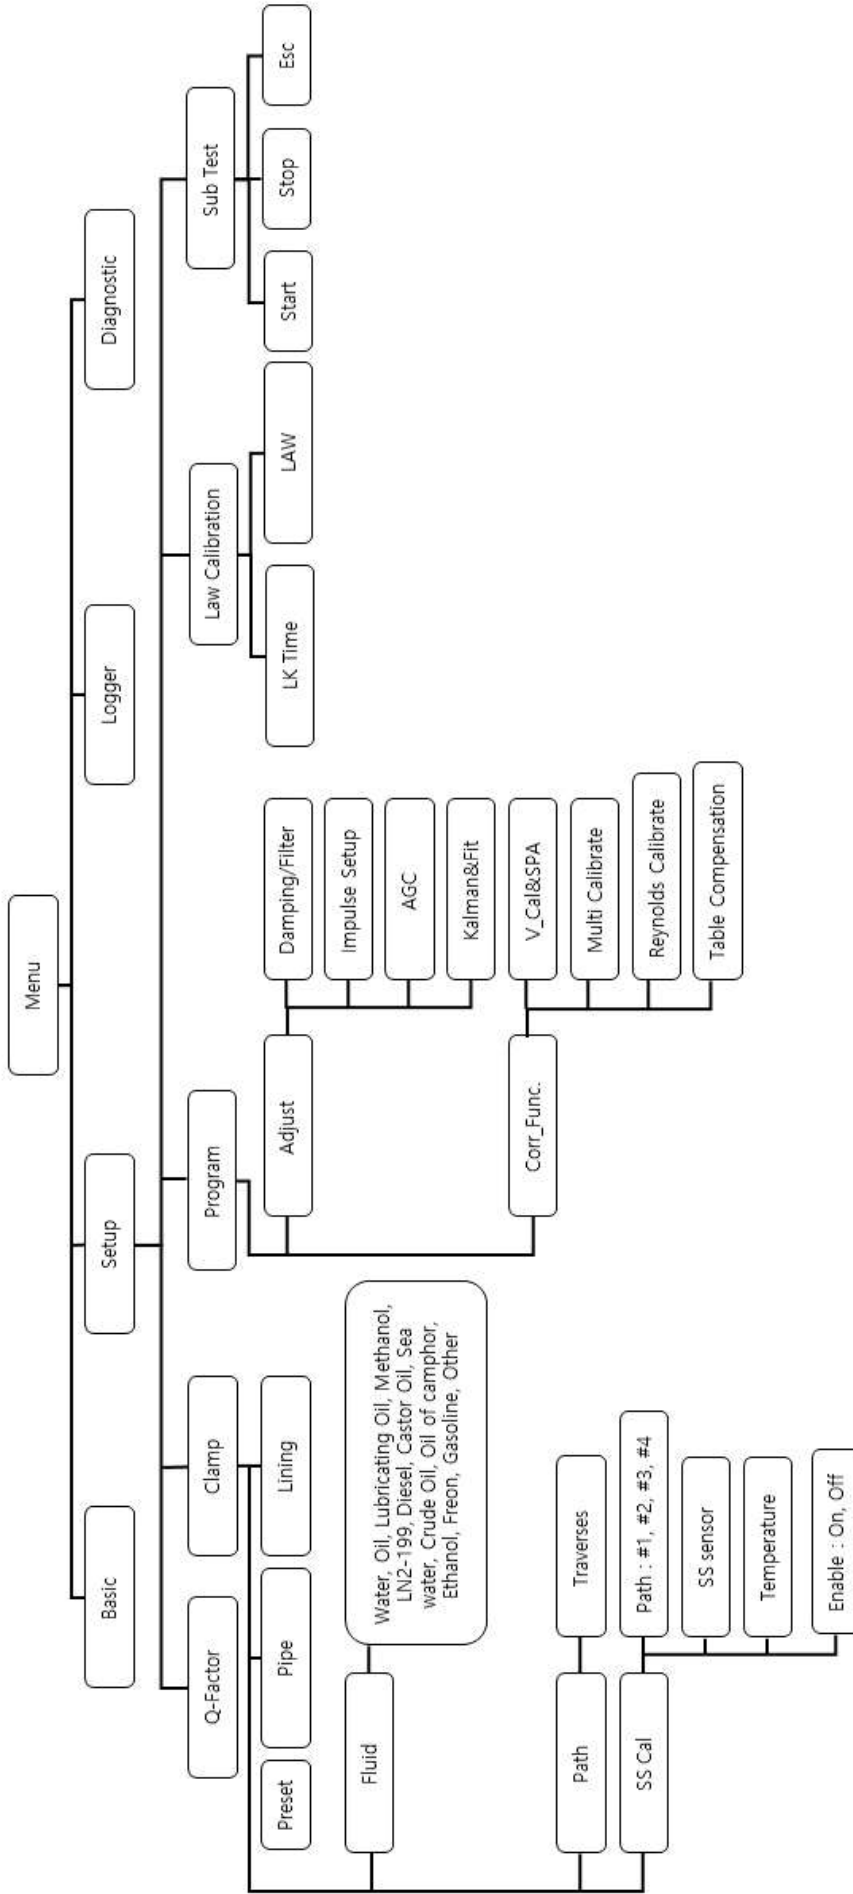 Menu
Basic
Setup
Logger
Diagnostic
Q-Factor
Clamp
Program
Law Calibration
Sub Test
Preset
Pipe
Lining
Fluid
Water, Oil, Lubricating Oil, Methanol,
LN2-199, Diesel, Castor Oil, Sea
water, Crude Oil, Oil of camphor,
Ethanol, Freon, Gasoline, Other
Path
Traverses
SS Cal
Path : #1, #2, #3, #4
SS sensor
Temperature
Enable : On, Off
Adjust
Damping/Filter
Impulse Setup
AGC
Kalman&Fit
Corr_Func.
V_Cal&SPA
Multi Calibrate
Reynolds Calibrate
Table Compensation
LK Time
LAW
Start
Stop
Esc